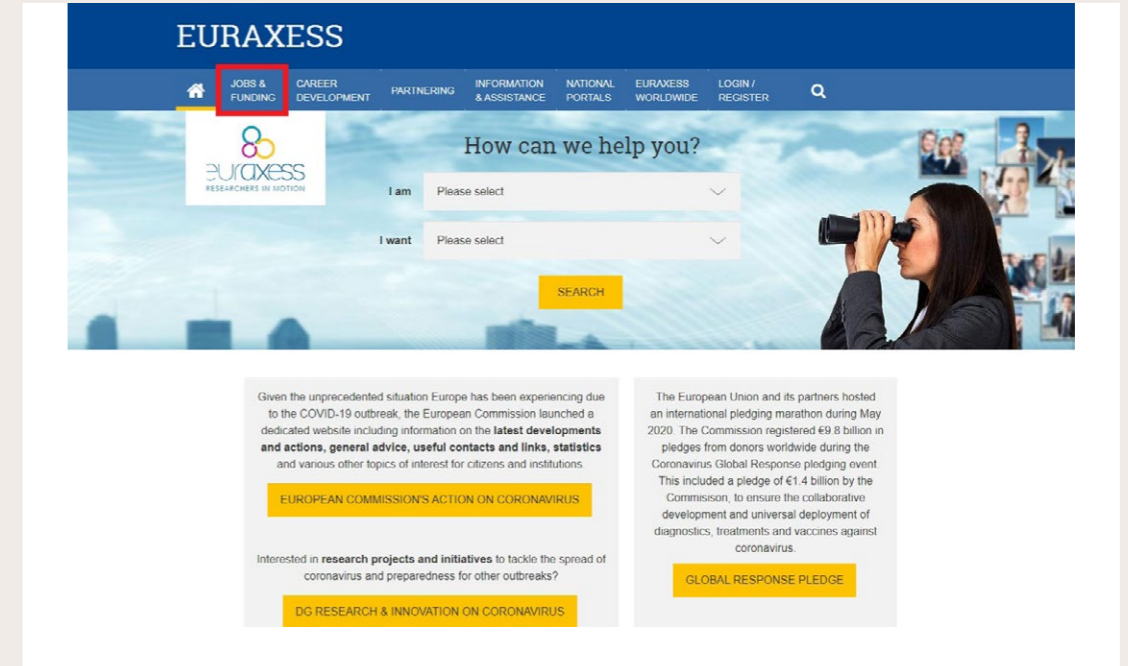 EURAXESS
JOBS &
FUNDING
CAREER
DEVELOPMENT
PARTNERING
INFORMATION
& ASSISTANCE
NATIONAL
PORTALS
EURAXESS
WORLDWIDE
LOGIN /
REGISTER
euraxess
RESEARCHERS IN MOTION
How can we help you?
I am
Please select
I want
Please select
SEARCH
Given the unprecedented situation Europe has been experiencing due
to the COVID-19 outbreak, the European Commission launched a
dedicated website including information on the latest developments
and actions, general advice, useful contacts and links, statistics
and various other topics of interest for citizens and institutions.
EUROPEAN COMMISSION'S ACTION ON CORONAVIRUS
Interested in research projects and initiatives to tackle the spread of
coronavirus and preparedness for other outbreaks?
DG RESEARCH & INNOVATION ON CORONAVIRUS
The European Union and its partners hosted
an international pledging marathon during May
2020. The Commission registered €9.8 billion in
pledges from donors worldwide during the
Coronavirus Global Response pledging event.
This included a pledge of €1.4 billion by the
Commisison, to ensure the collaborative
development and universal deployment of
diagnostics, treatments and vaccines against
coronavirus.
GLOBAL RESPONSE PLEDGE